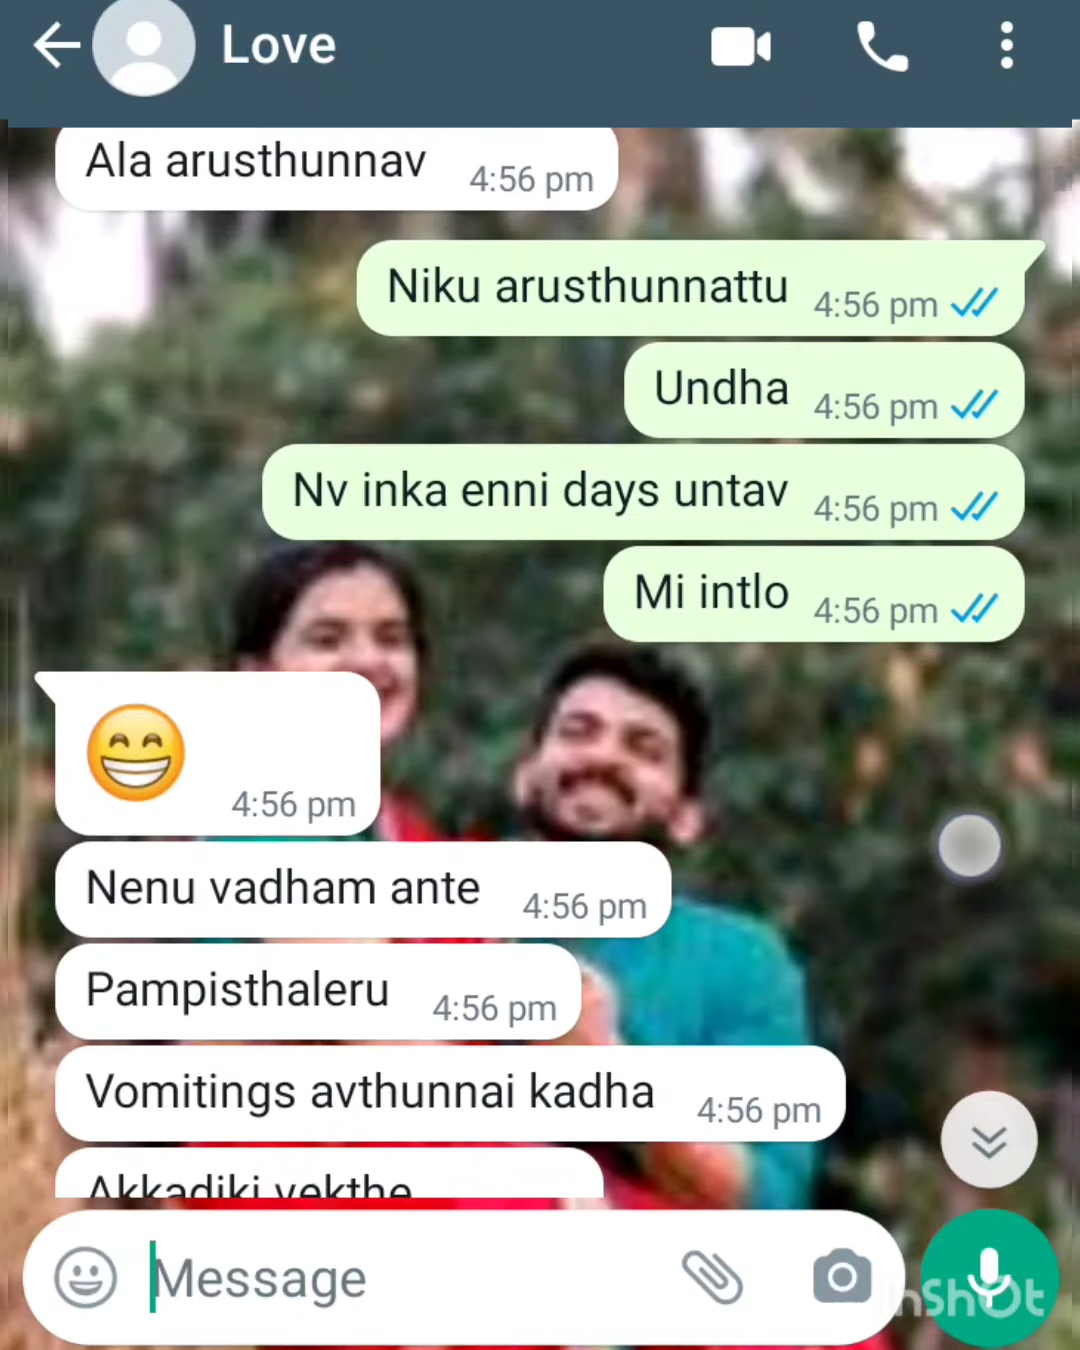 Love
Ala arusthunnav 4:56 pm
Niku arusthunnattu 4:56 pm
Undha 4:56 pm
Nv inka enni days untav 4:56 pm
Mi intlo 4:56 pm
4:56 pm
Nenu vadham ante 4:56 pm
Pampisthaleru 4:56 pm
Vomitings avthunnai kadha 4:56 pm
Akkadiki vekthe
Message
InShOt